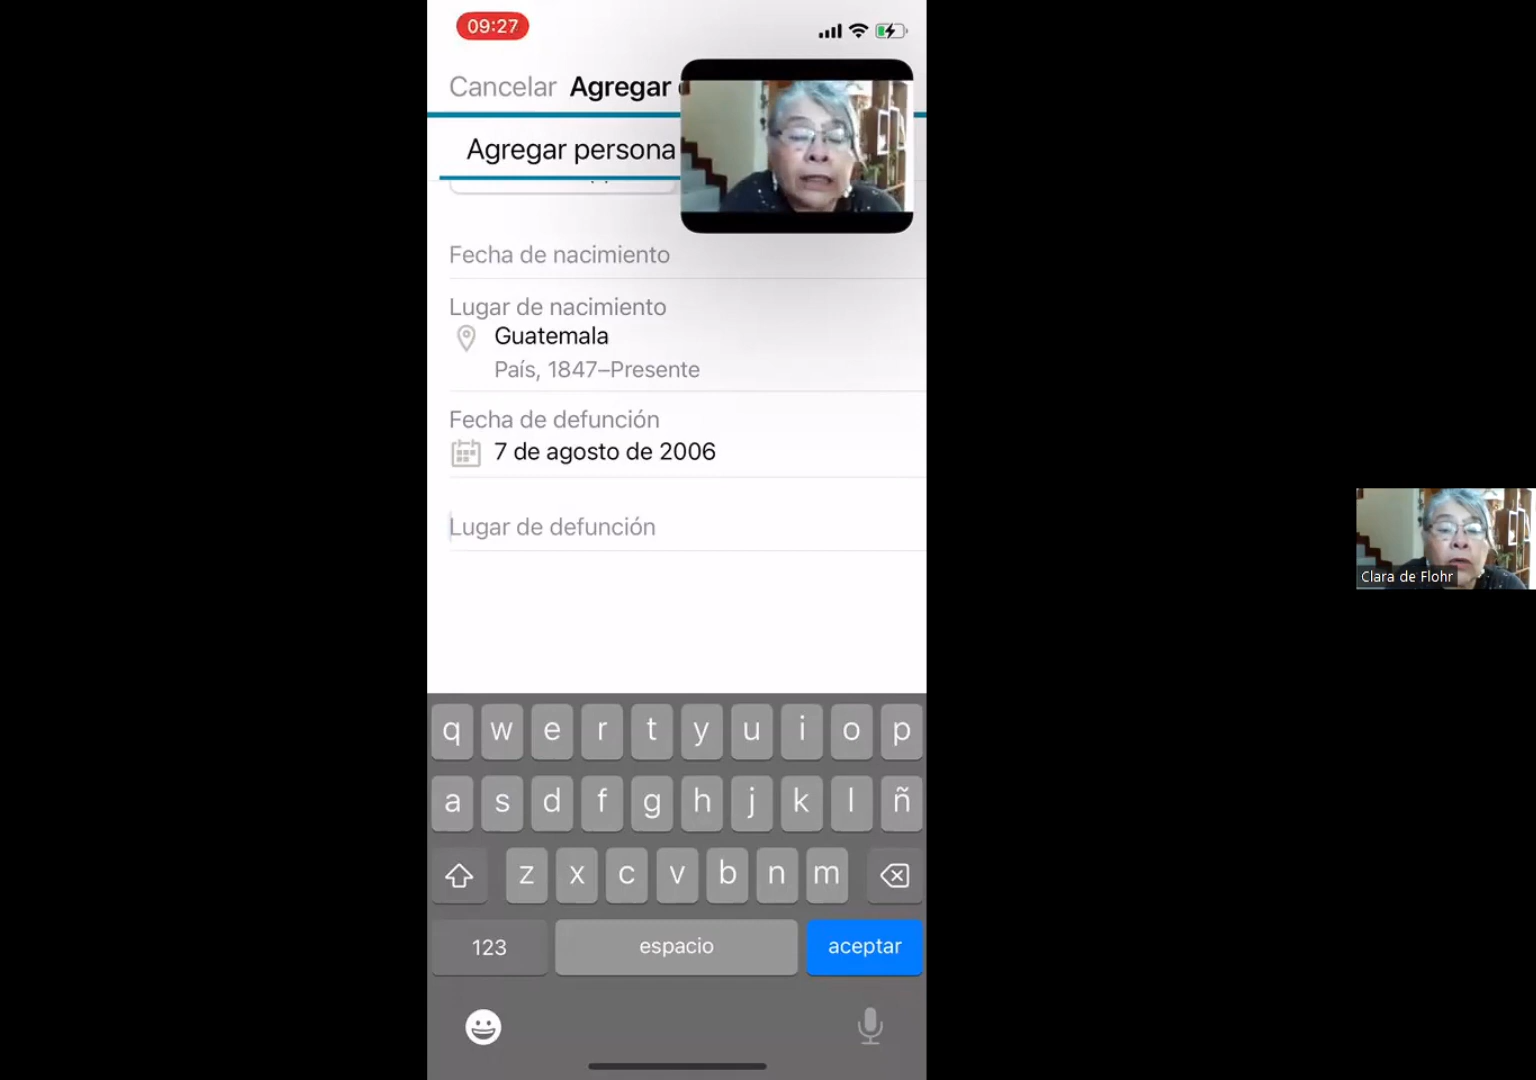 09:27
Cancelar Agregar
Agregar persona
Fecha de nacimiento
Lugar de nacimiento
Guatemala
País, 1847–Presente
Fecha de defunción
7 de agosto de 2006
Lugar de defunción
Clara de Flohr
q w e r t y u i o p
a s d f g h j k l ñ
z x c v b n m
123 espacio aceptar